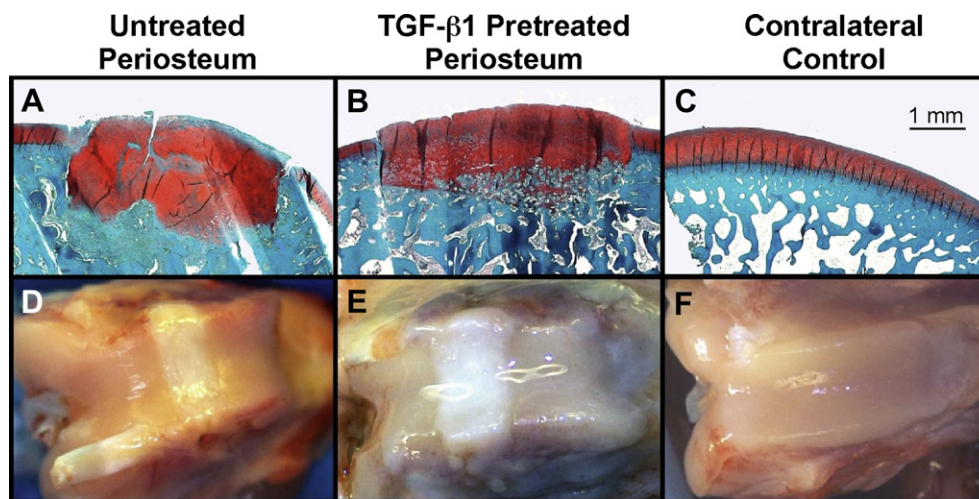 Untreated
Periosteum
TGF-β1 Pretreated
Periosteum
Contralateral
Control
A
B
C
1 mm
D
E
F